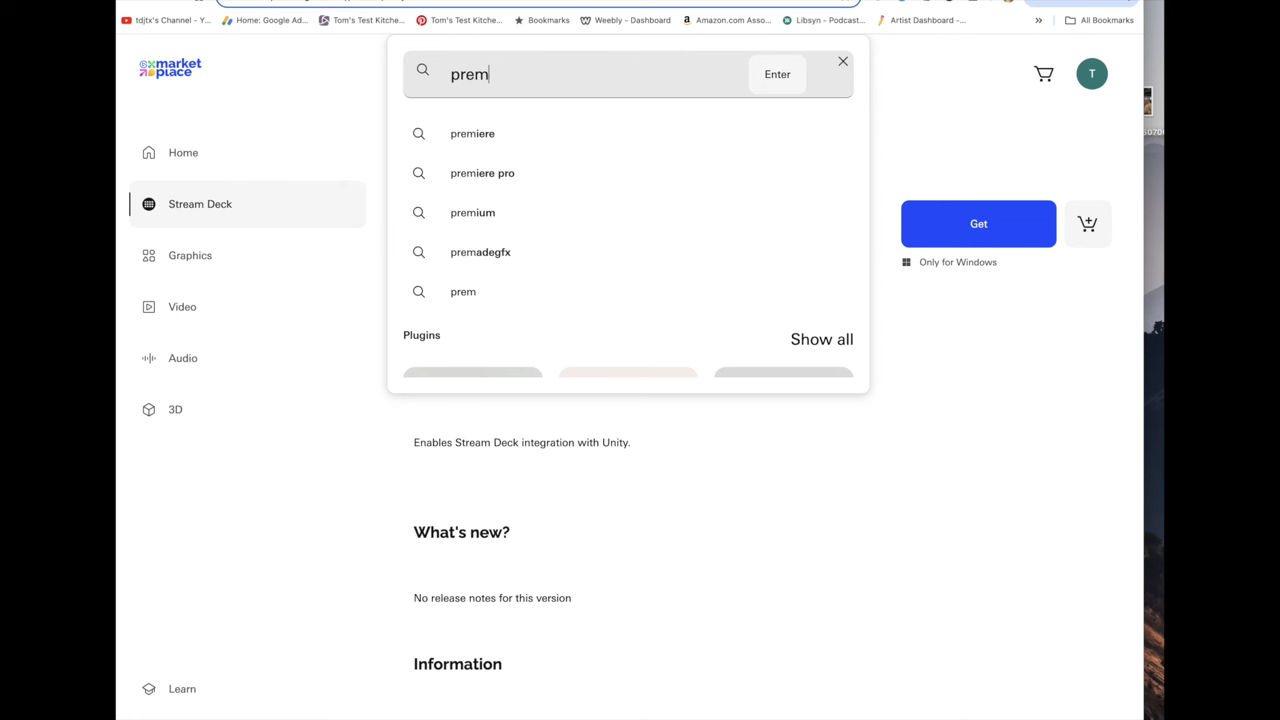 tdjtx's Channel - Y...
Home: Google Ad...
Tom's Test Kitche...
Tom's Test Kitche...
Bookmarks
Weebly - Dashboard
Amazon.com Asso...
Libsyn - Podcast...
Artist Dashboard -...
»
All Bookmarks
market
place
prem
Enter
T
premiere
premiere pro
premium
premadegfx
prem
Plugins
Show all
Home
Stream Deck
Graphics
Video
Audio
3D
Learn
Get
Only for Windows
Enables Stream Deck integration with Unity.
What's new?
No release notes for this version
Information